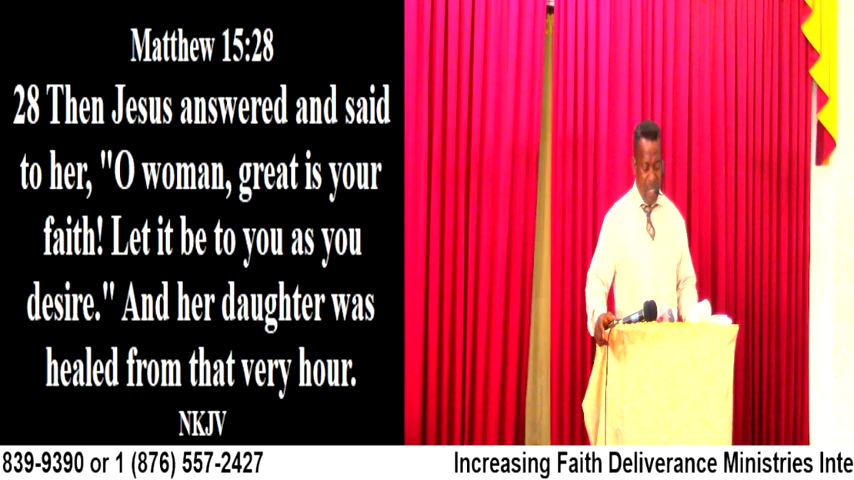 Matthew 15:28
28 Then Jesus answered and said
to her, "O woman, great is your
faith! Let it be to you as you
desire." And her daughter was
healed from that very hour.
NKJV
839-9390 or 1 (876) 557-2427 Increasing Faith Deliverance Ministries Inte